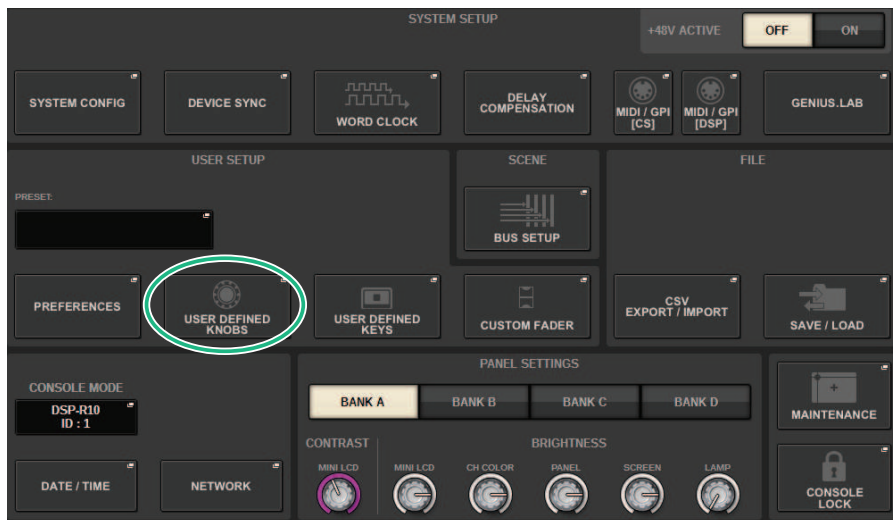 SYSTEM SETUP
+48V ACTIVE
OFF
ON
SYSTEM CONFIG
DEVICE SYNC
WORD CLOCK
DELAY
COMPENSATION
MIDI / GPI
[CS]
MIDI / GPI
[DSP]
GENIUS.LAB
USER SETUP
SCENE
FILE
PRESET:
BUS SETUP
PREFERENCES
USER DEFINED
KNOBS
USER DEFINED
KEYS
CUSTOM FADER
CSV
EXPORT / IMPORT
SAVE / LOAD
CONSOLE MODE
DSP-R10
ID : 1
PANEL SETTINGS
BANK A
BANK B
BANK C
BANK D
MAINTENANCE
CONTRAST
BRIGHTNESS
MINI LCD
MINI LCD
CH COLOR
PANEL
SCREEN
LAMP
DATE / TIME
NETWORK
CONSOLE
LOCK